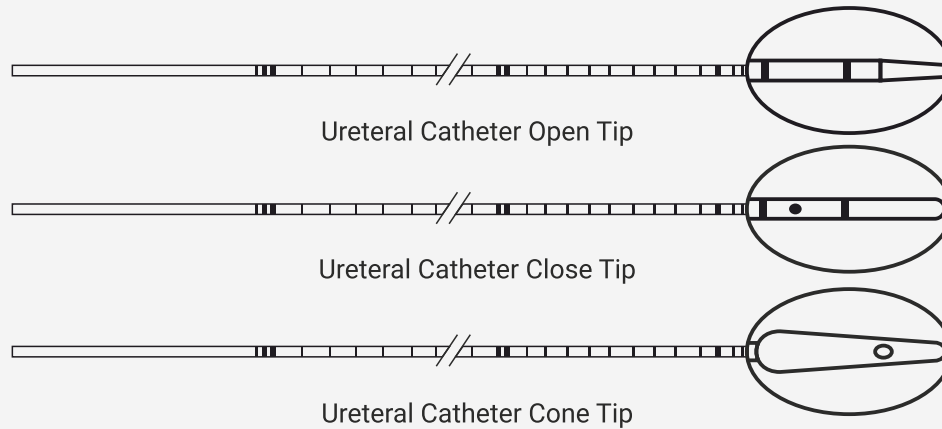 Ureteral Catheter Open Tip
Ureteral Catheter Close Tip
Ureteral Catheter Cone Tip